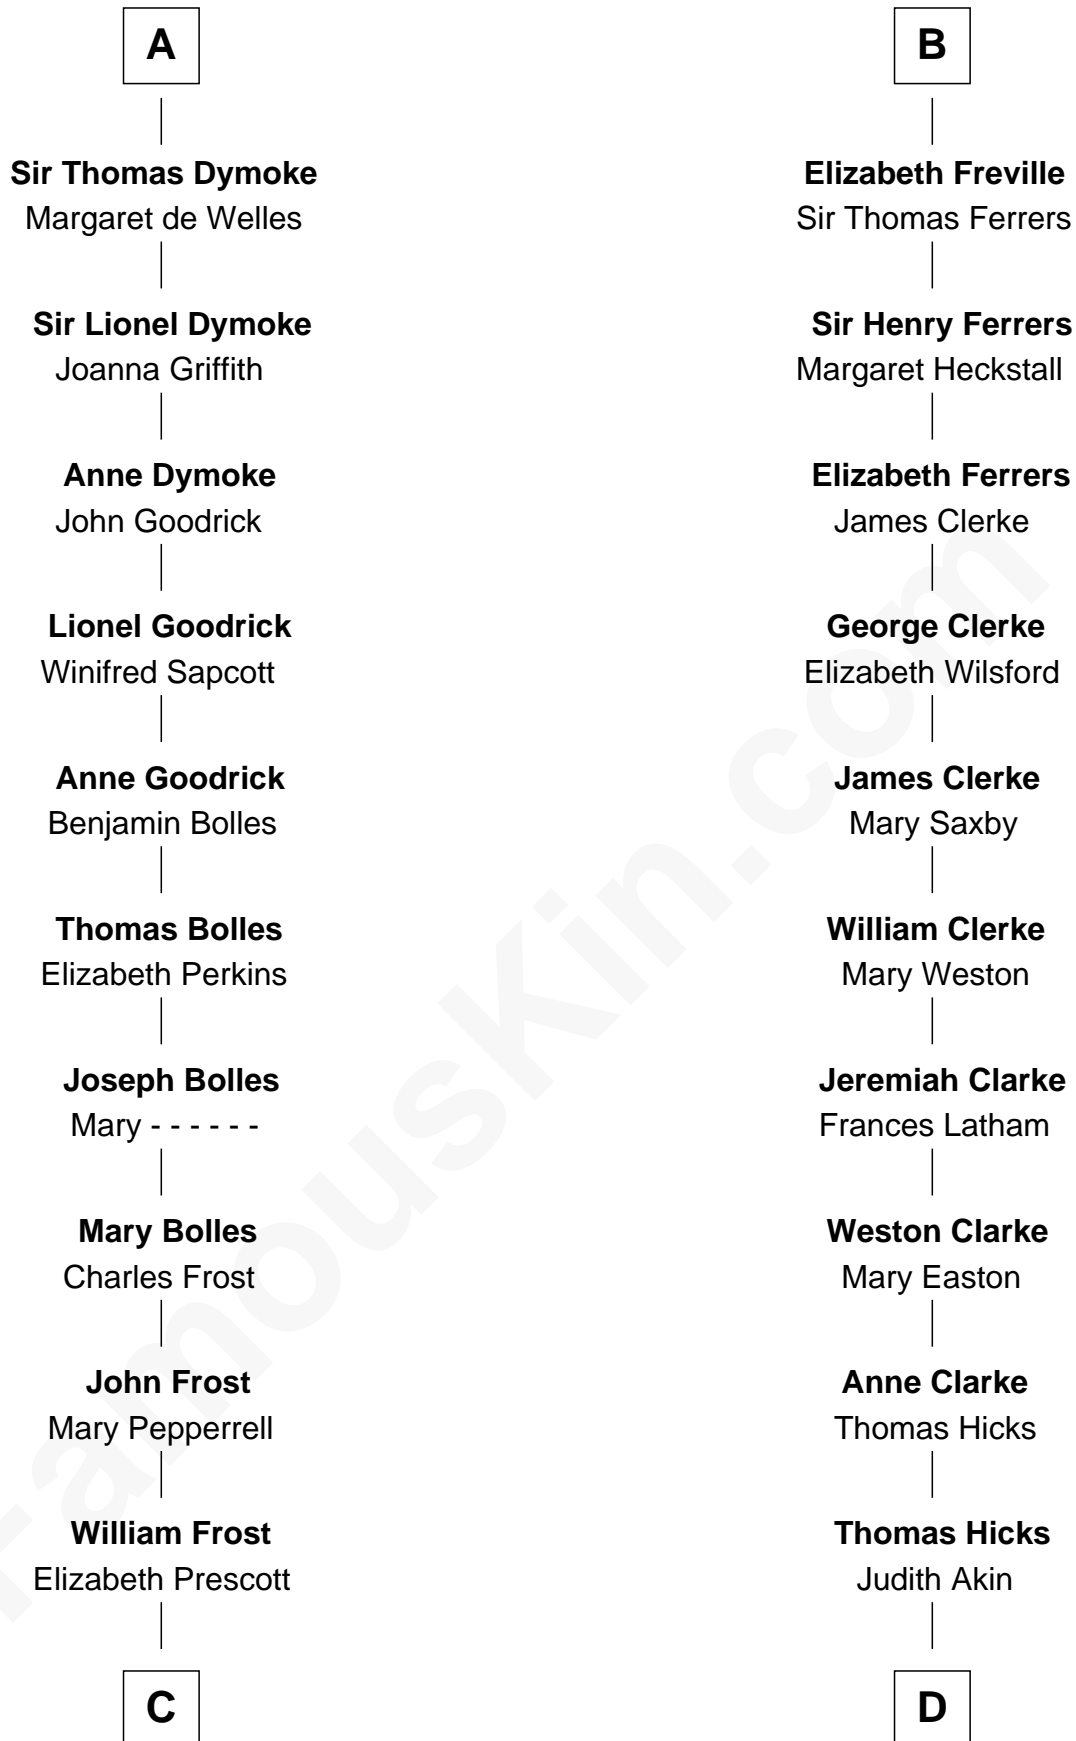 A
Sir Thomas Dymoke
Margaret de Welles
Sir Lionel Dymoke
Joanna Griffith
Anne Dymoke
John Goodrick
Lionel Goodrick
Winifred Sapcott
Anne Goodrick
Benjamin Bolles
Thomas Bolles
Elizabeth Perkins
Joseph Bolles
Mary - - - - - -
Mary Bolles
Charles Frost
John Frost
Mary Pepperrell
William Frost
Elizabeth Prescott
C
B
Elizabeth Freville
Sir Thomas Ferrers
Sir Henry Ferrers
Margaret Heckstall
Elizabeth Ferrers
James Clerke
George Clerke
Elizabeth Wilsford
James Clerke
Mary Saxby
William Clerke
Mary Weston
Jeremiah Clarke
Frances Latham
Weston Clarke
Mary Easton
Anne Clarke
Thomas Hicks
Thomas Hicks
Judith Akin
D
FamousKin.com